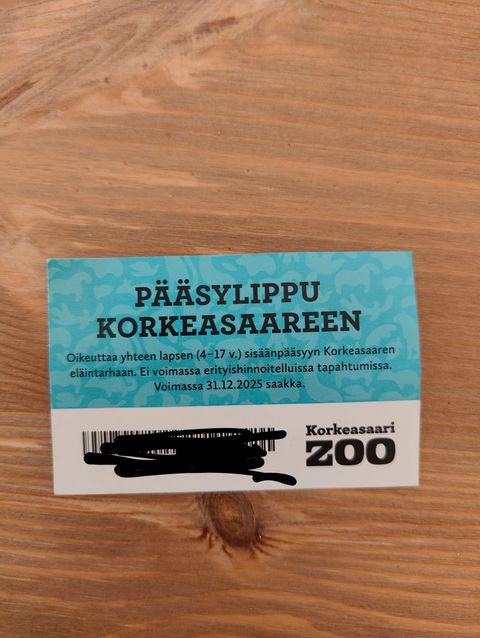 PÄÄSYLIPPU
KORKEASAAREEN
Oikeuttaa yhteen lapsen (4–17 v.) sisäänpääsyyn Korkeasaaren
eläintarhaan. Ei voimassa erityishinnoitelluissa tapahtumissa.
Voimassa 31.12.2025 saakka.
Korkeasaari
ZOO